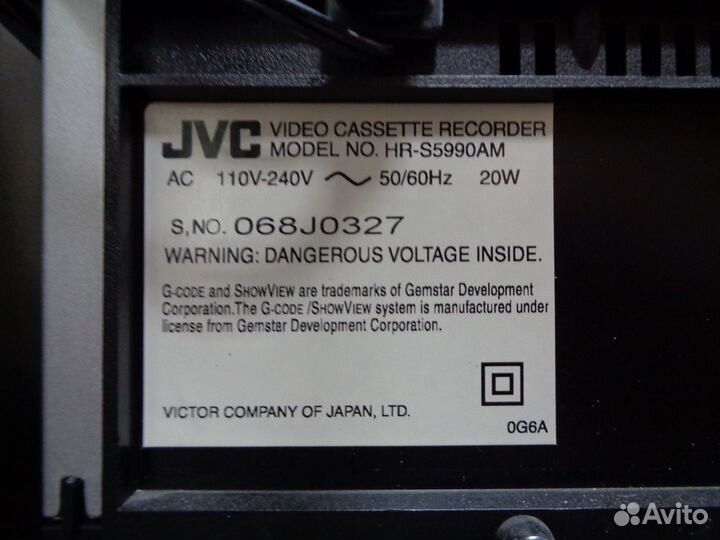 JVC VIDEO CASSETTE RECORDER
MODEL NO. HR-S5990AM
AC 110V-240V 50/60Hz 20W
S,NO. 068J0327
WARNING: DANGEROUS VOLTAGE INSIDE.
G-CODE and SHOWVIEW are trademarks of Gemstar Development
Corporation.The G-CODE /SHOWVIEW system is manufactured under
license from Gemstar Development Corporation.
VICTOR COMPANY OF JAPAN, LTD.
0G6A
Avito